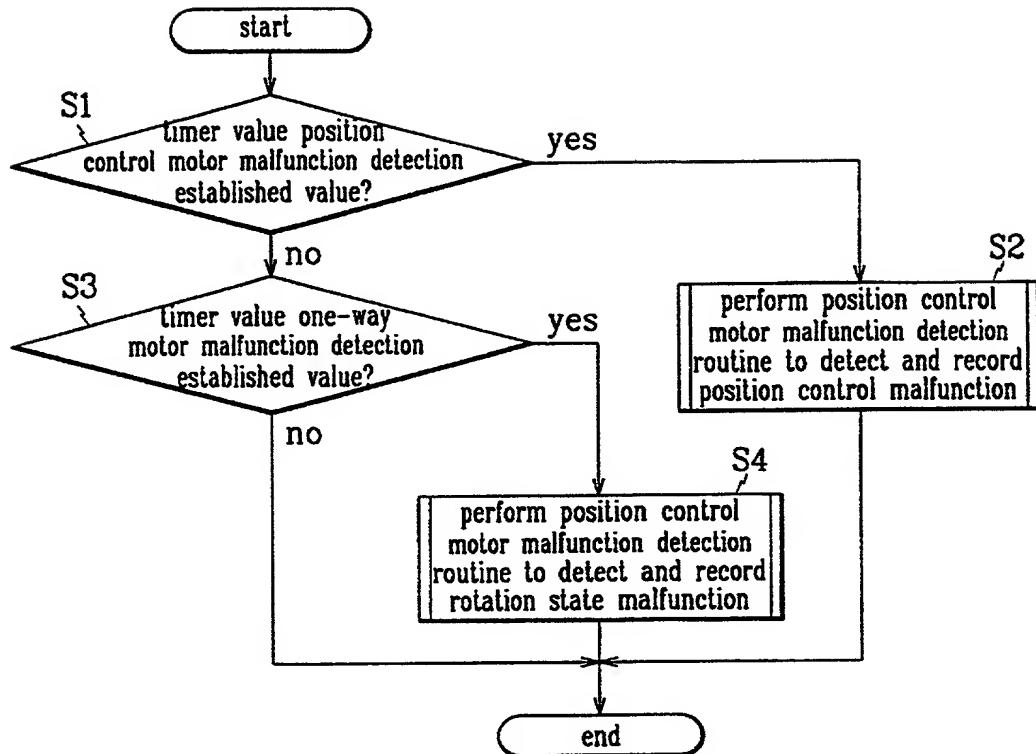 start
S1
timer value position
control motor malfunction detection
established value?
yes
no
S2
perform position control
motor malfunction detection
routine to detect and record
position control malfunction
S3
timer value one-way
motor malfunction detection
established value?
yes
no
S4
perform position control
motor malfunction detection
routine to detect and record
rotation state malfunction
end